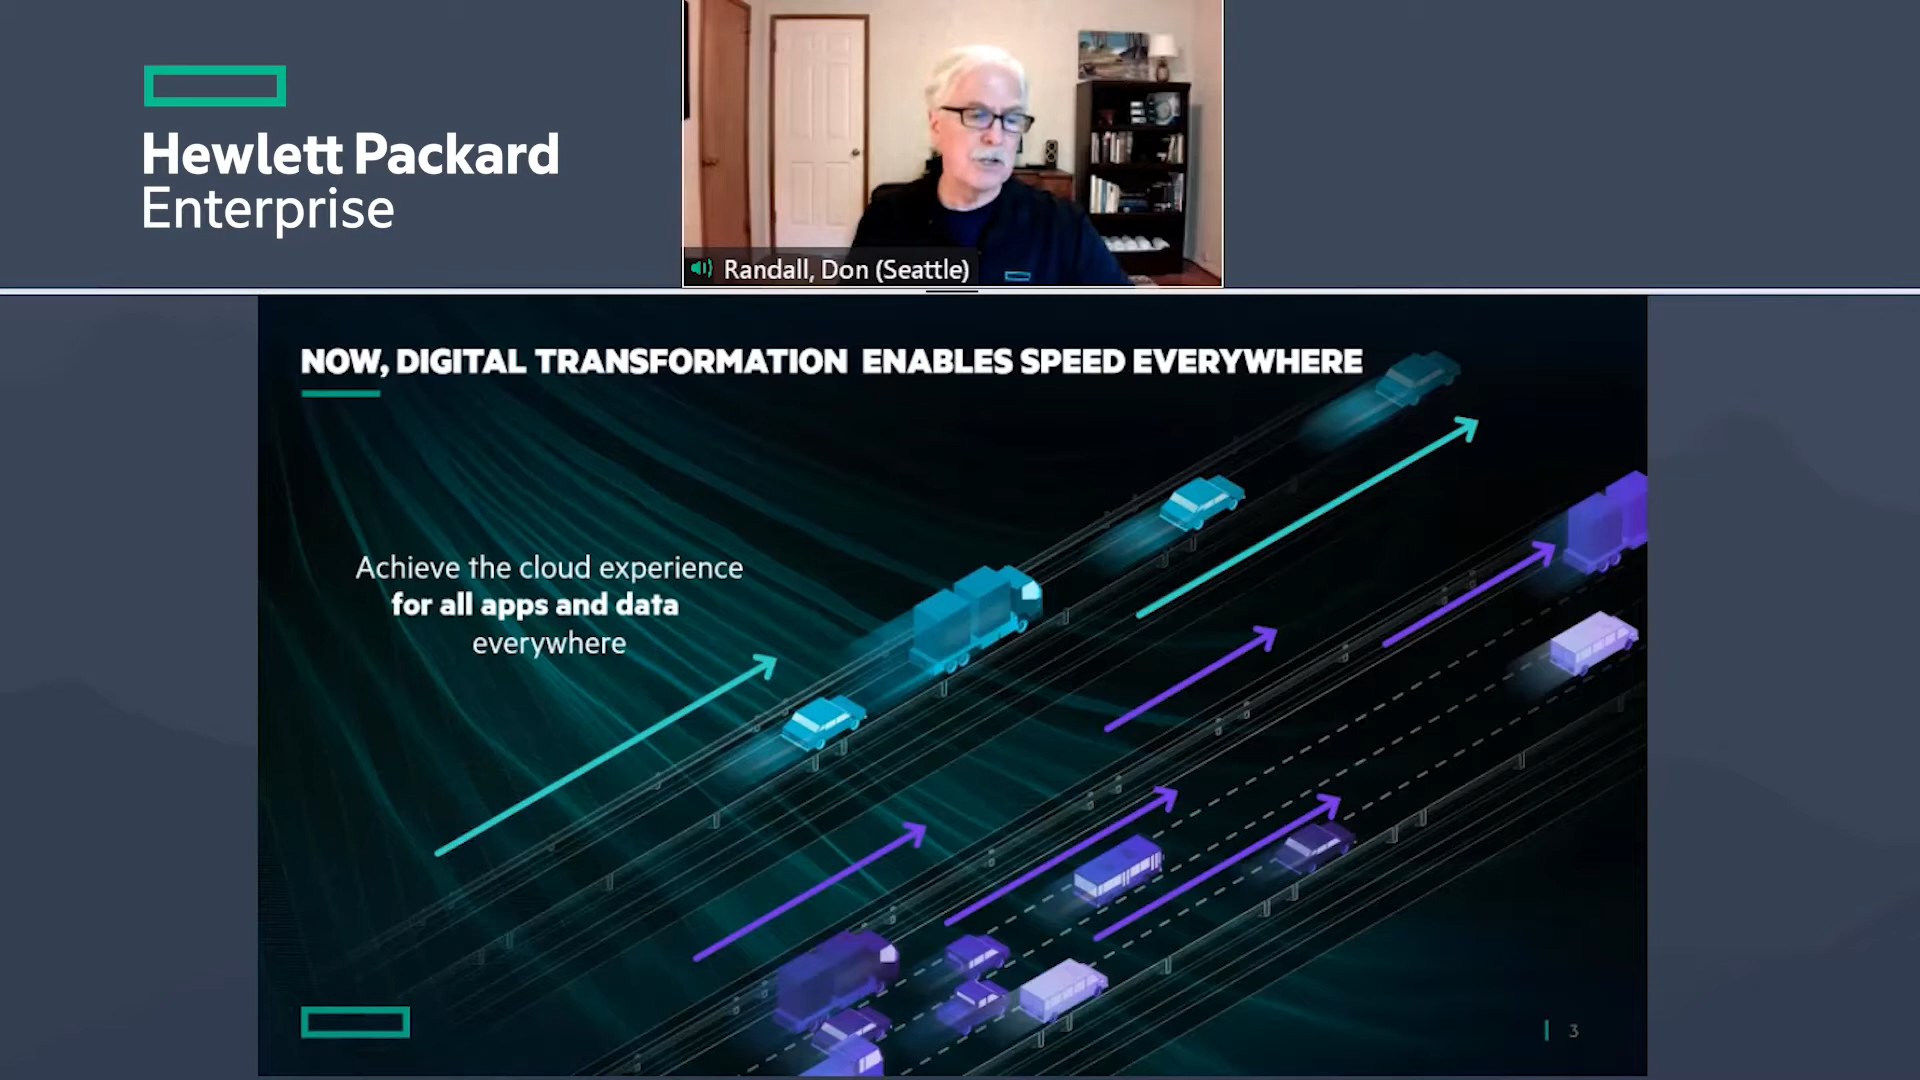 Hewlett Packard
Enterprise
Randall, Don (Seattle)
NOW, DIGITAL TRANSFORMATION ENABLES SPEED EVERYWHERE
Achieve the cloud experience
for all apps and data
everywhere
3